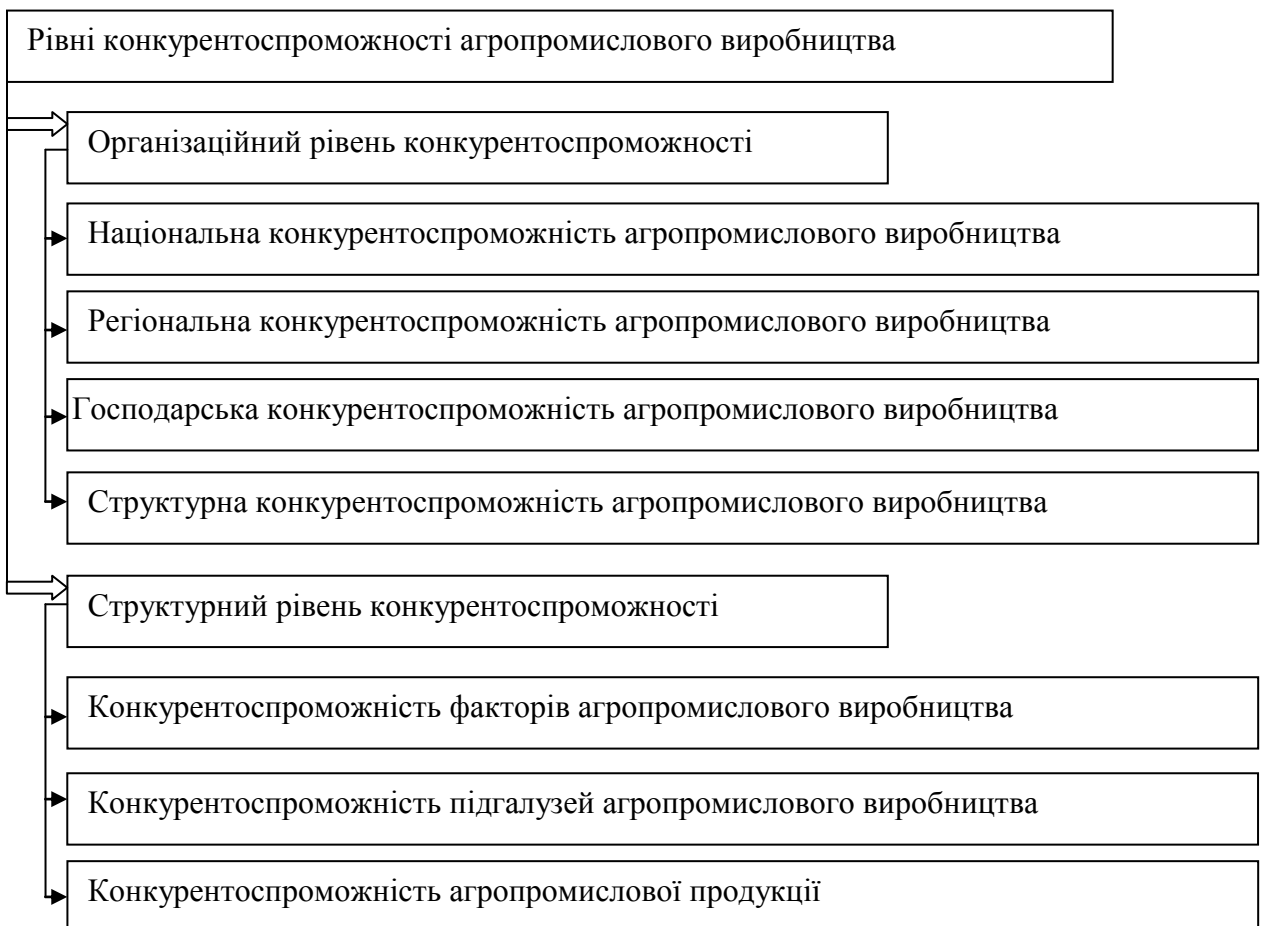 Рівні конкурентоспроможності агропромислового виробництва
Організаційний рівень конкурентоспроможності
Національна конкурентоспроможність агропромислового виробництва
Регіональна конкурентоспроможність агропромислового виробництва
Господарська конкурентоспроможність агропромислового виробництва
Структурна конкурентоспроможність агропромислового виробництва
Структурний рівень конкурентоспроможності
Конкурентоспроможність факторів агропромислового виробництва
Конкурентоспроможність підгалузей агропромислового виробництва
Конкурентоспроможність агропромислової продукції